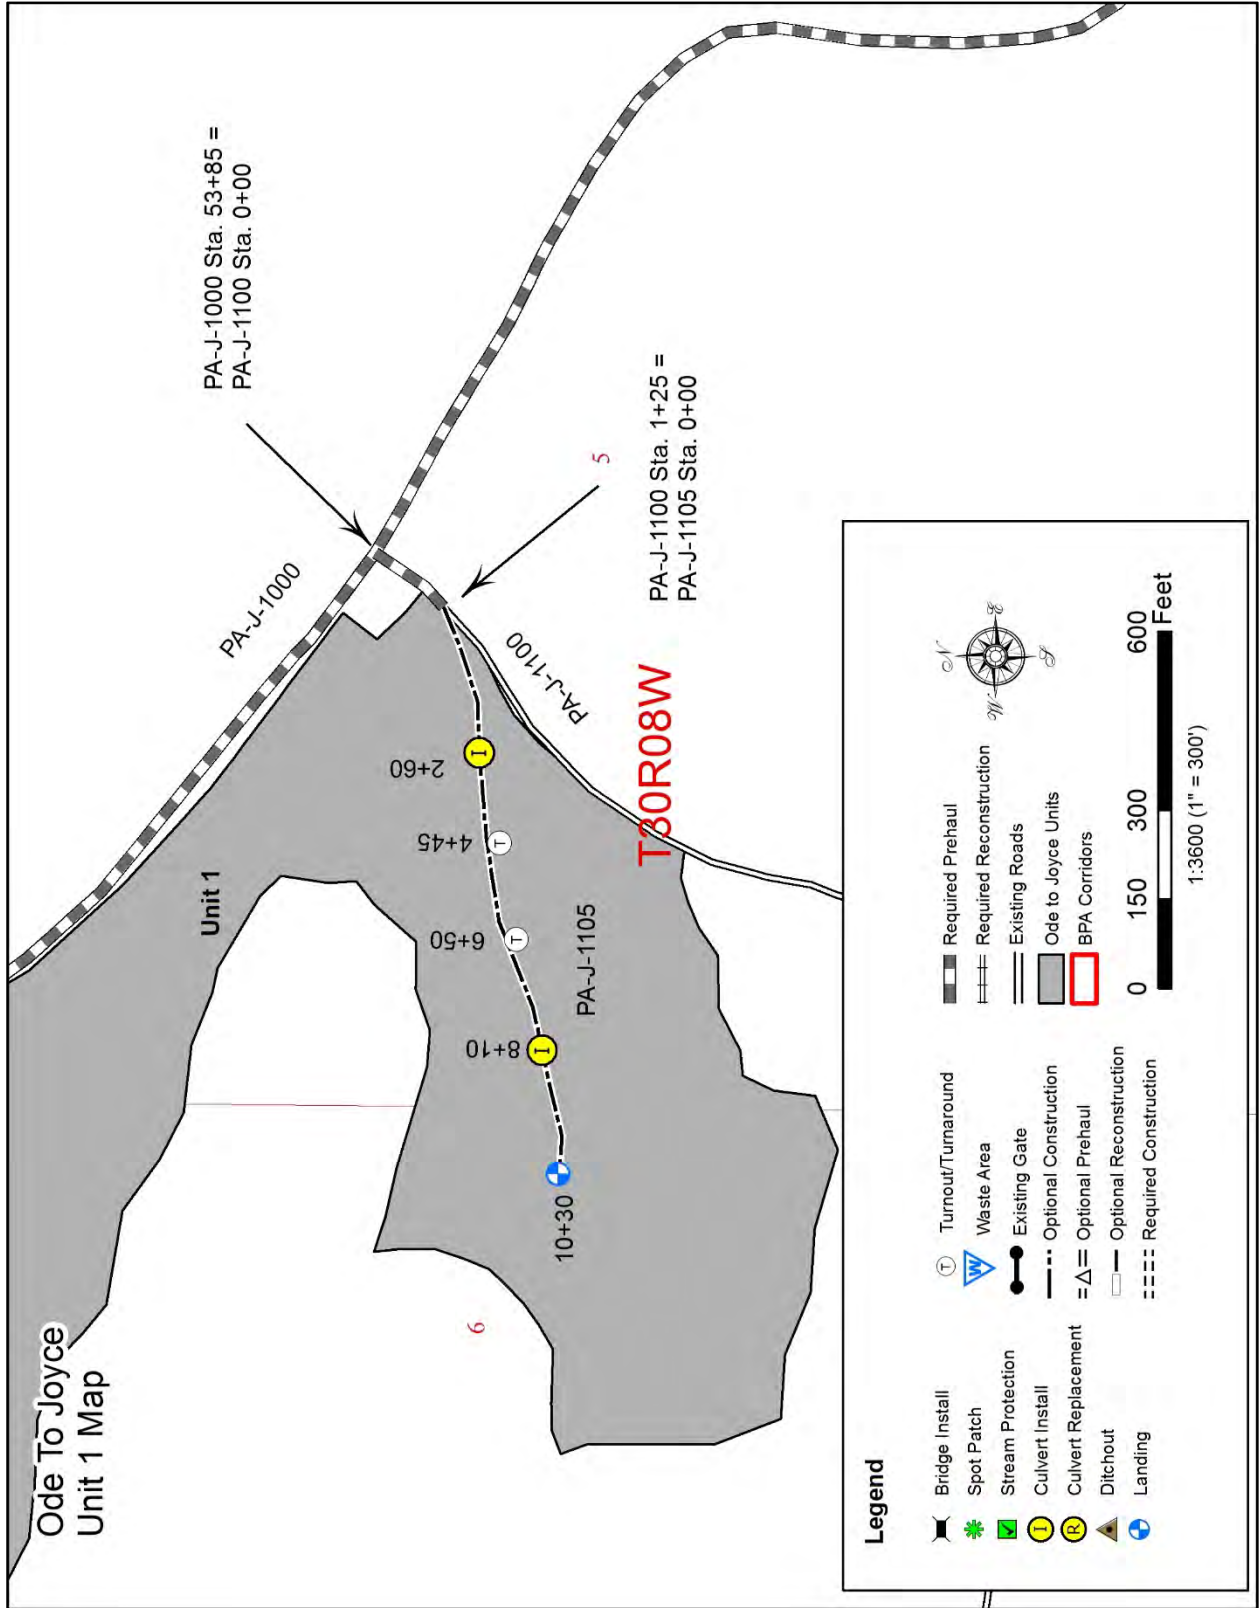 Ode To Joyce
Unit 1 Map
PA-J-1000 Sta. 53+85 =
PA-J-1100 Sta. 0+00
PA-J-1000
Unit 1
5
PA-J-1100 Sta. 1+25 =
PA-J-1105 Sta. 0+00
PA-J-1100
T30R08W
2+60
I
4+45
T
6+50
T
8+10
I
10+30
PA-J-1105
6
Legend
Bridge Install
Spot Patch
Stream Protection
I Culvert Install
R Culvert Replacement
Ditchout
Landing
T Turnout/Turnaround
W Waste Area
Existing Gate
Optional Construction
Optional Prehaul
Optional Reconstruction
Required Construction
Required Prehaul
Required Reconstruction
Existing Roads
Ode to Joyce Units
BPA Corridors
N
E
S
W
0 150 300 600
Feet
1:3600 (1" = 300')